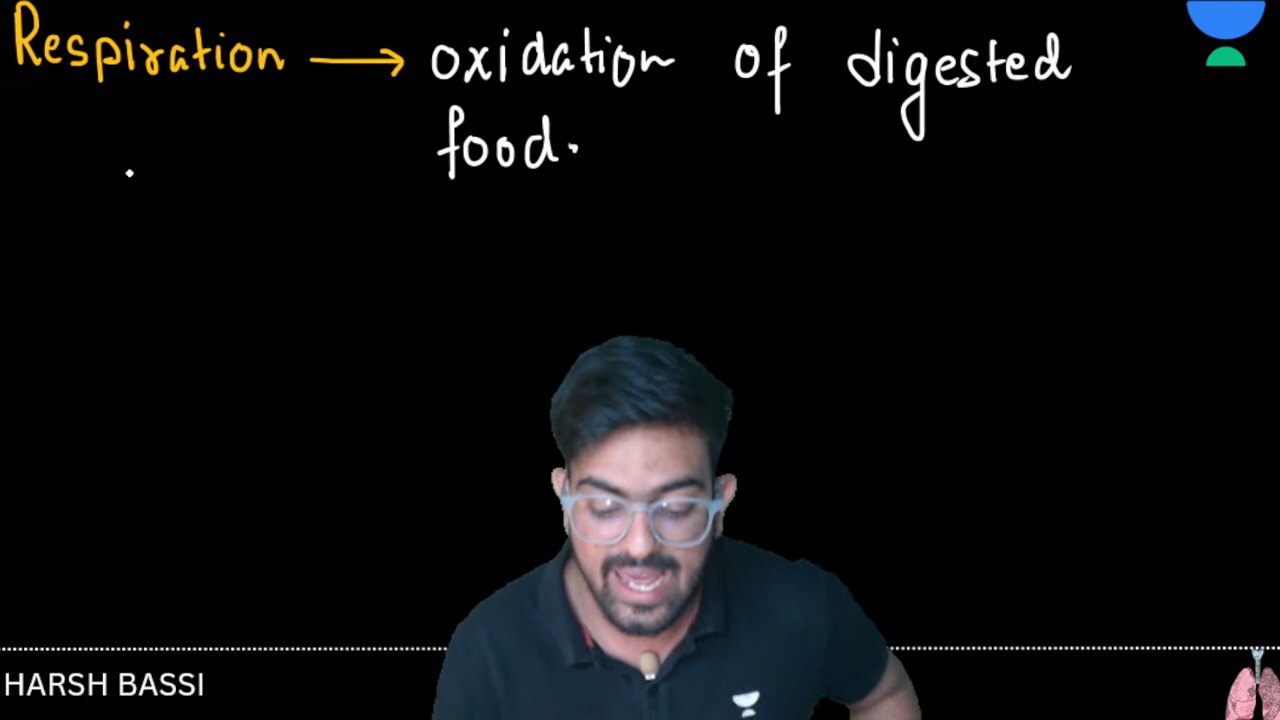 Respiration → oxidation of digested
food.
HARSH BASSI